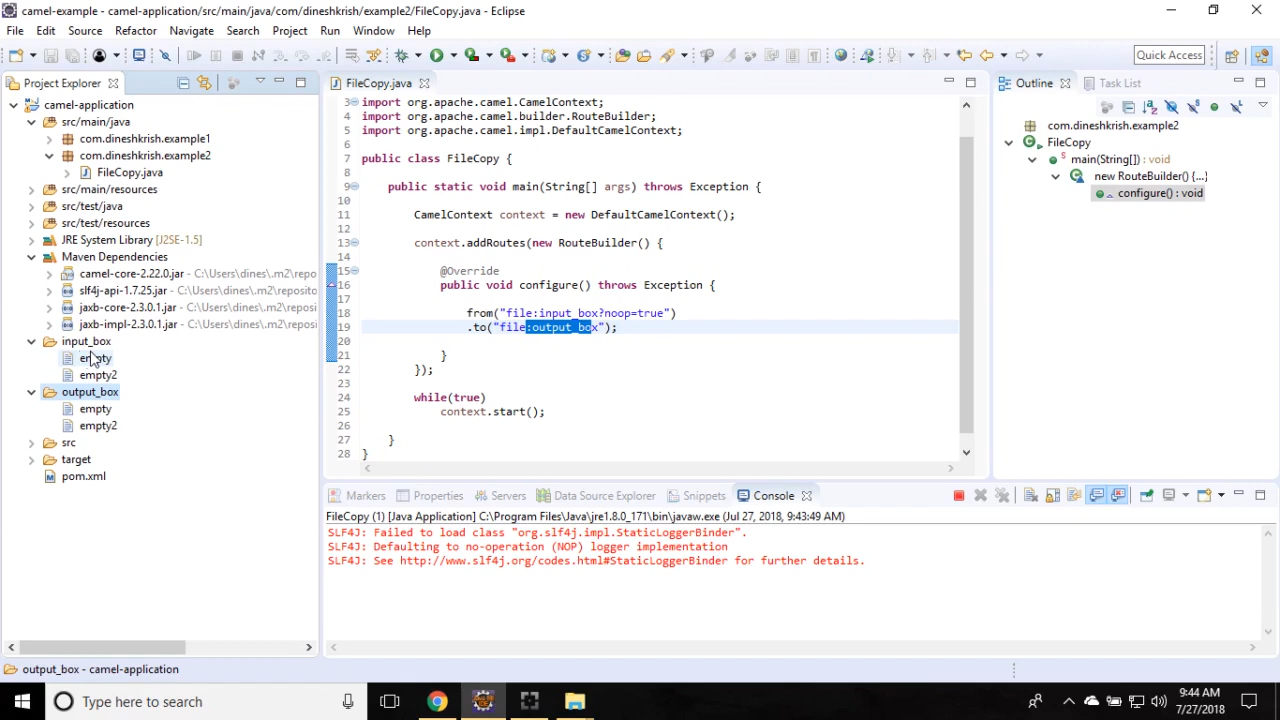 camel-example - camel-application/src/main/java/com/dineshkrish/example2/FileCopy.java - Eclipse
File Edit Source Refactor Navigate Search Project Run Window Help
Quick Access
Project Explorer
camel-application
src/main/java
com.dineshkrish.example1
com.dineshkrish.example2
FileCopy.java
src/main/resources
src/test/java
src/test/resources
JRE System Library [J2SE-1.5]
Maven Dependencies
camel-core-2.22.0.jar - C:\Users\dines\.m2\repo
slf4j-api-1.7.25.jar - C:\Users\dines\.m2\reposito
jaxb-core-2.3.0.1.jar - C:\Users\dines\.m2\repos
jaxb-impl-2.3.0.1.jar - C:\Users\dines\.m2\repos
input_box
empty
empty2
output_box
empty
empty2
src
target
pom.xml
FileCopy.java
3 import org.apache.camel.CamelContext;
4 import org.apache.camel.builder.RouteBuilder;
5 import org.apache.camel.impl.DefaultCamelContext;
6
7 public class FileCopy {
8
9 public static void main(String[] args) throws Exception {
10
11 CamelContext context = new DefaultCamelContext();
12
13 context.addRoutes(new RouteBuilder() {
14
15 @Override
16 public void configure() throws Exception {
17
18 from("file:input_box?noop=true")
19 .to("file:output_box");
20
21 }
22 });
23
24 while(true)
25 context.start();
26
27 }
28 }
Outline Task List
com.dineshkrish.example2
FileCopy
main(String[]) : void
new RouteBuilder() {...}
configure() : void
Markers Properties Servers Data Source Explorer Snippets Console
FileCopy (1) [Java Application] C:\Program Files\Java\jre1.8.0_171\bin\javaw.exe (Jul 27, 2018, 9:43:49 AM)
SLF4J: Failed to load class "org.slf4j.impl.StaticLoggerBinder".
SLF4J: Defaulting to no-operation (NOP) logger implementation
SLF4J: See http://www.slf4j.org/codes.html#StaticLoggerBinder for further details.
output_box - camel-application
Type here to search
9:44 AM
7/27/2018